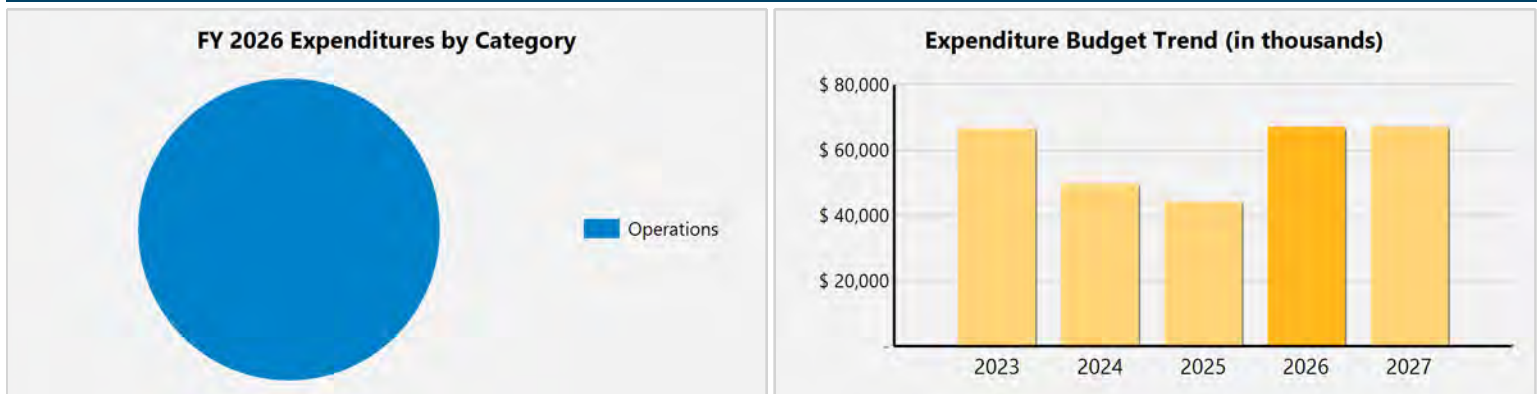 FY 2026 Expenditures by Category
Operations
Expenditure Budget Trend (in thousands)
$ 80,000
$ 60,000
$ 40,000
$ 20,000
-
2023 2024 2025 2026 2027